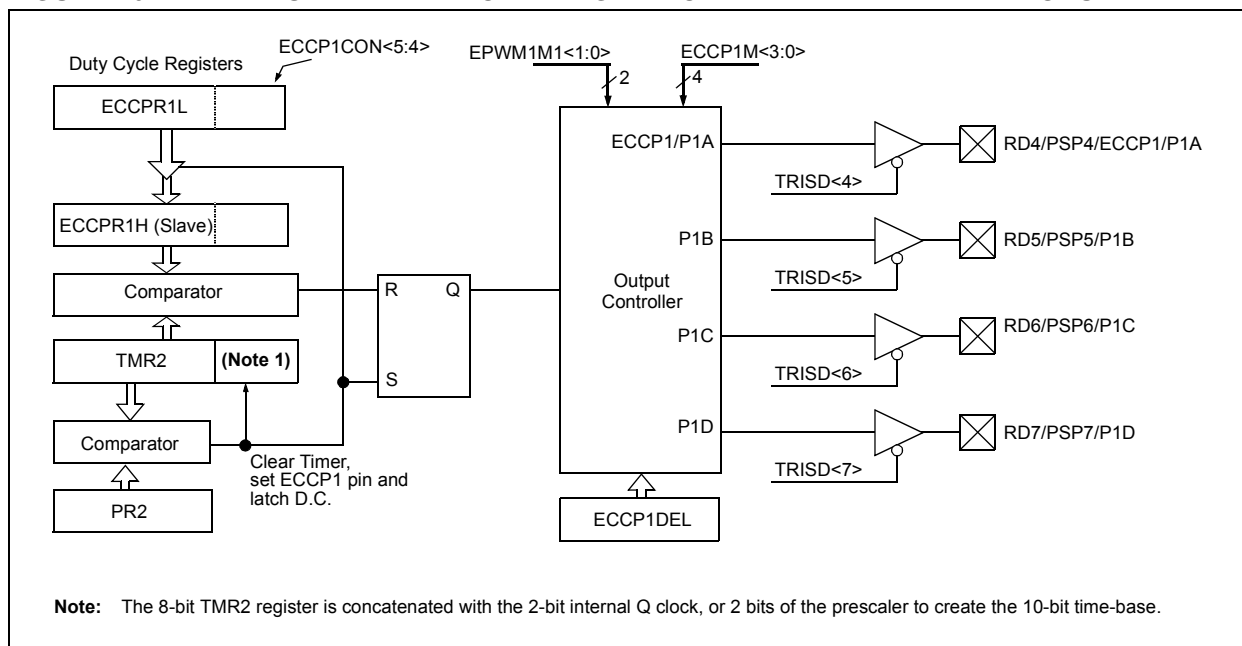 ECCP1CON<5:4>
Duty Cycle Registers
ECCPR1L
ECCPR1H (Slave)
Comparator
TMR2
(Note 1)
Comparator
PR2
Clear Timer,
set ECCP1 pin and
latch D.C.
R
Q
S
EPWM1M1<1:0>
2
ECCP1M<3:0>
4
Output
Controller
ECCP1/P1A
P1B
P1C
P1D
ECCP1DEL
TRISD<4>
RD4/PSP4/ECCP1/P1A
TRISD<5>
RD5/PSP5/P1B
TRISD<6>
RD6/PSP6/P1C
TRISD<7>
RD7/PSP7/P1D
Note: The 8-bit TMR2 register is concatenated with the 2-bit internal Q clock, or 2 bits of the prescaler to create the 10-bit time-base.